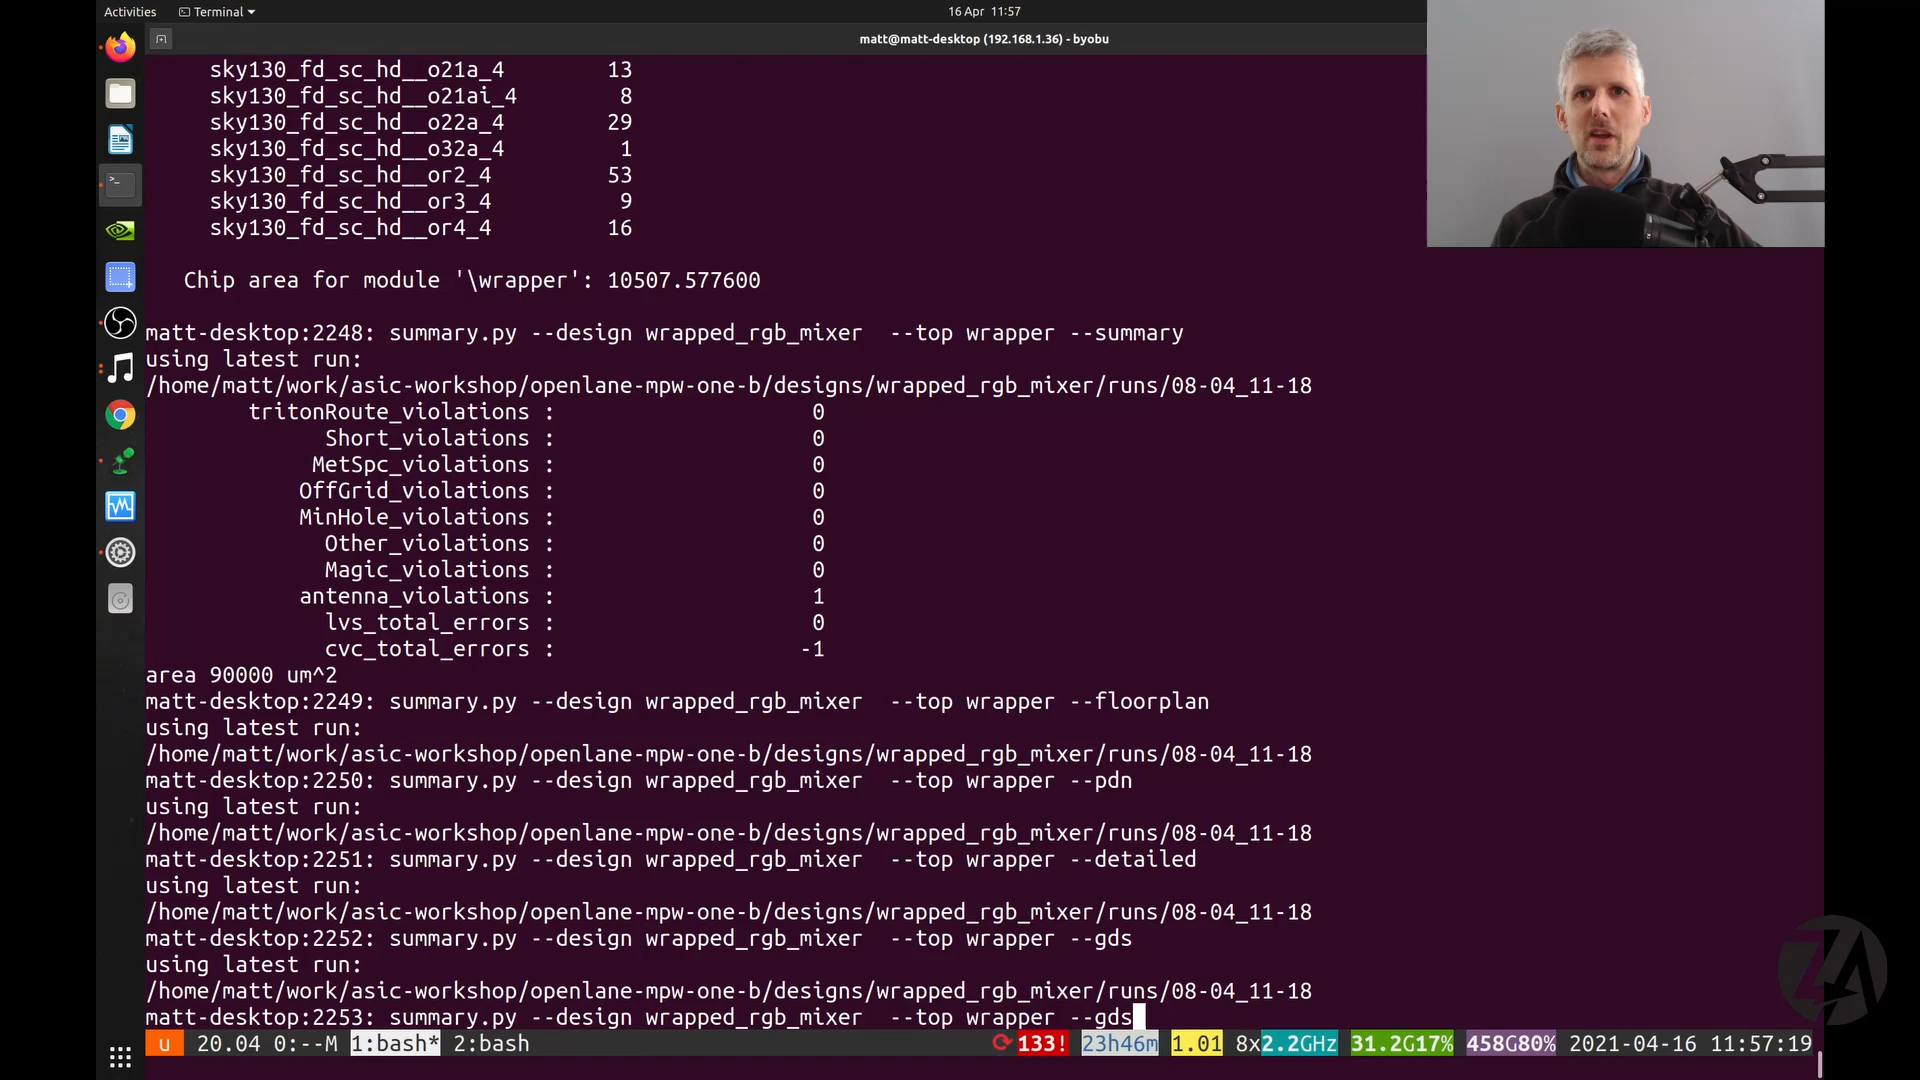 Activities
Terminal
16 Apr 11:57
matt@matt-desktop (192.168.1.36) - byobu
sky130_fd_sc_hd__o21a_4 13
sky130_fd_sc_hd__o21ai_4 8
sky130_fd_sc_hd__o22a_4 29
sky130_fd_sc_hd__o32a_4 1
sky130_fd_sc_hd__or2_4 53
sky130_fd_sc_hd__or3_4 9
sky130_fd_sc_hd__or4_4 16
Chip area for module '\wrapper': 10507.577600
matt-desktop:2248: summary.py --design wrapped_rgb_mixer --top wrapper --summary
using latest run:
/home/matt/work/asic-workshop/openlane-mpw-one-b/designs/wrapped_rgb_mixer/runs/08-04_11-18
tritonRoute_violations : 0
Short_violations : 0
MetSpc_violations : 0
OffGrid_violations : 0
MinHole_violations : 0
Other_violations : 0
Magic_violations : 0
antenna_violations : 1
lvs_total_errors : 0
cvc_total_errors : -1
area 90000 um^2
matt-desktop:2249: summary.py --design wrapped_rgb_mixer --top wrapper --floorplan
using latest run:
/home/matt/work/asic-workshop/openlane-mpw-one-b/designs/wrapped_rgb_mixer/runs/08-04_11-18
matt-desktop:2250: summary.py --design wrapped_rgb_mixer --top wrapper --pdn
using latest run:
/home/matt/work/asic-workshop/openlane-mpw-one-b/designs/wrapped_rgb_mixer/runs/08-04_11-18
matt-desktop:2251: summary.py --design wrapped_rgb_mixer --top wrapper --detailed
using latest run:
/home/matt/work/asic-workshop/openlane-mpw-one-b/designs/wrapped_rgb_mixer/runs/08-04_11-18
matt-desktop:2252: summary.py --design wrapped_rgb_mixer --top wrapper --gds
using latest run:
/home/matt/work/asic-workshop/openlane-mpw-one-b/designs/wrapped_rgb_mixer/runs/08-04_11-18
matt-desktop:2253: summary.py --design wrapped_rgb_mixer --top wrapper --gds
u 20.04 0:--M 1:bash* 2:bash 133! 23h46m 1.01 8x2.2GHz 31.2G17% 458G80% 2021-04-16 11:57:19
ZA